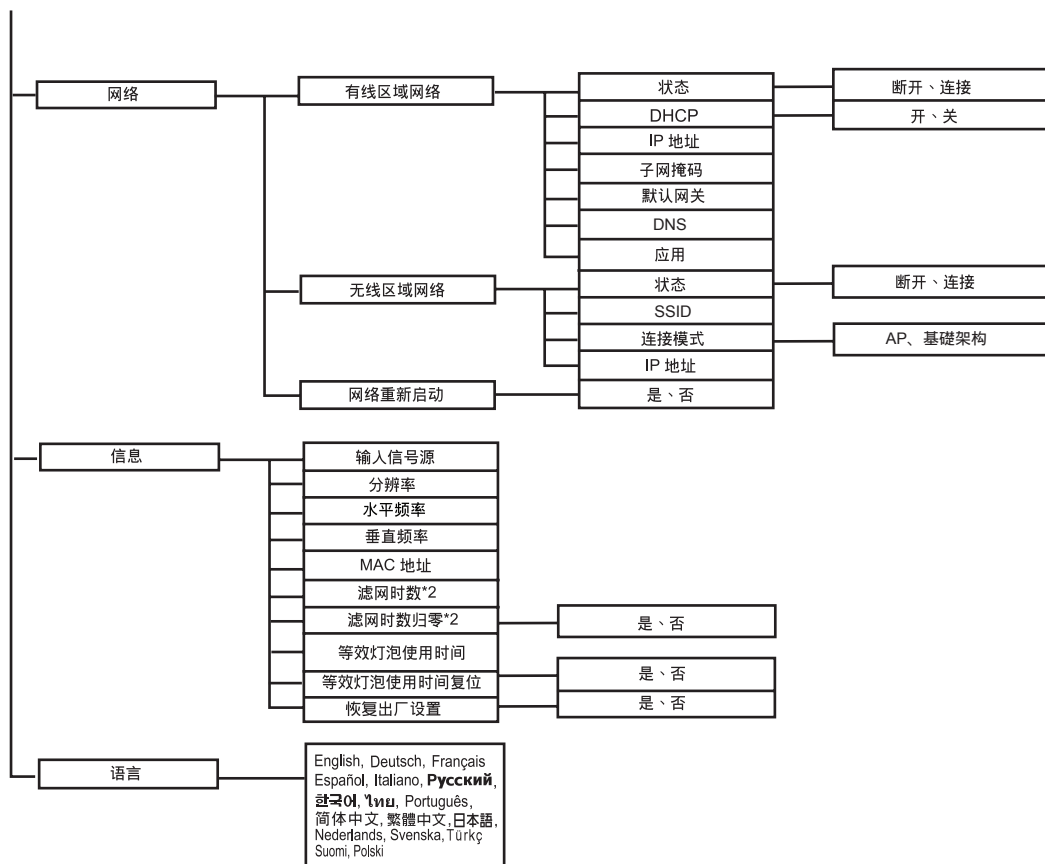 网络
有线区域网络
状态
断开、连接
DHCP
开、关
IP 地址
子网掩码
默认网关
DNS
应用
无线区域网络
状态
断开、连接
SSID
连接模式
AP、基礎架构
IP 地址
网络重新启动
是、否
信息
输入信号源
分辨率
水平频率
垂直频率
MAC 地址
滤网时数*2
滤网时数归零*2
是、否
等效灯泡使用时间
等效灯泡使用时间复位
是、否
恢复出厂设置
是、否
语言
English, Deutsch, Français
Español, Italiano, Русский,
한국어, ไทย, Português,
简体中文, 繁體中文, 日本語,
Nederlands, Svenska, Türkç
Suomi, Polski